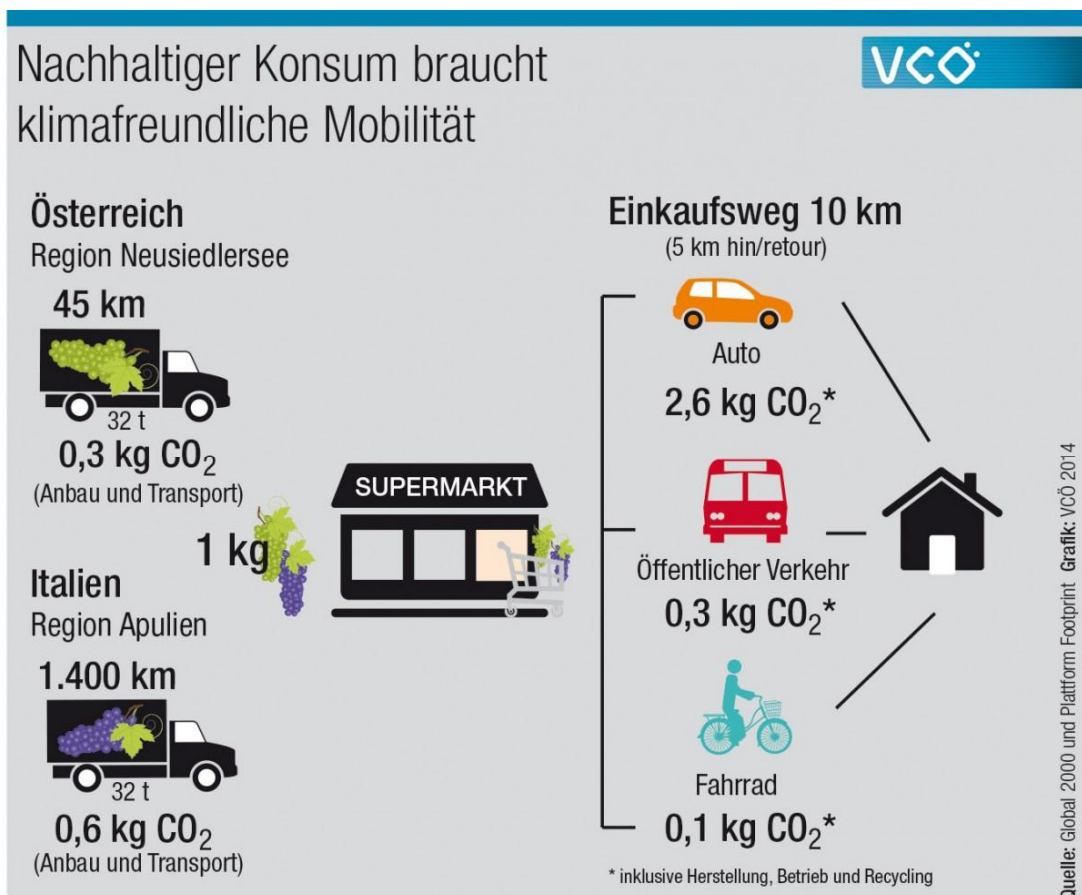 Nachhaltiger Konsum braucht
klimafreundliche Mobilität
VCÖ
Österreich
Region Neusiedlersee
45 km
32 t
0,3 kg CO₂
(Anbau und Transport)
Italien
Region Apulien
1.400 km
32 t
0,6 kg CO₂
(Anbau und Transport)
1 kg
SUPERMARKT
Einkaufsweg 10 km
(5 km hin/retour)
Auto
2,6 kg CO₂*
Öffentlicher Verkehr
0,3 kg CO₂*
Fahrrad
0,1 kg CO₂*
* inklusive Herstellung, Betrieb und Recycling
Quelle: Global 2000 und Plattform Footprint Grafik: VCÖ 2014